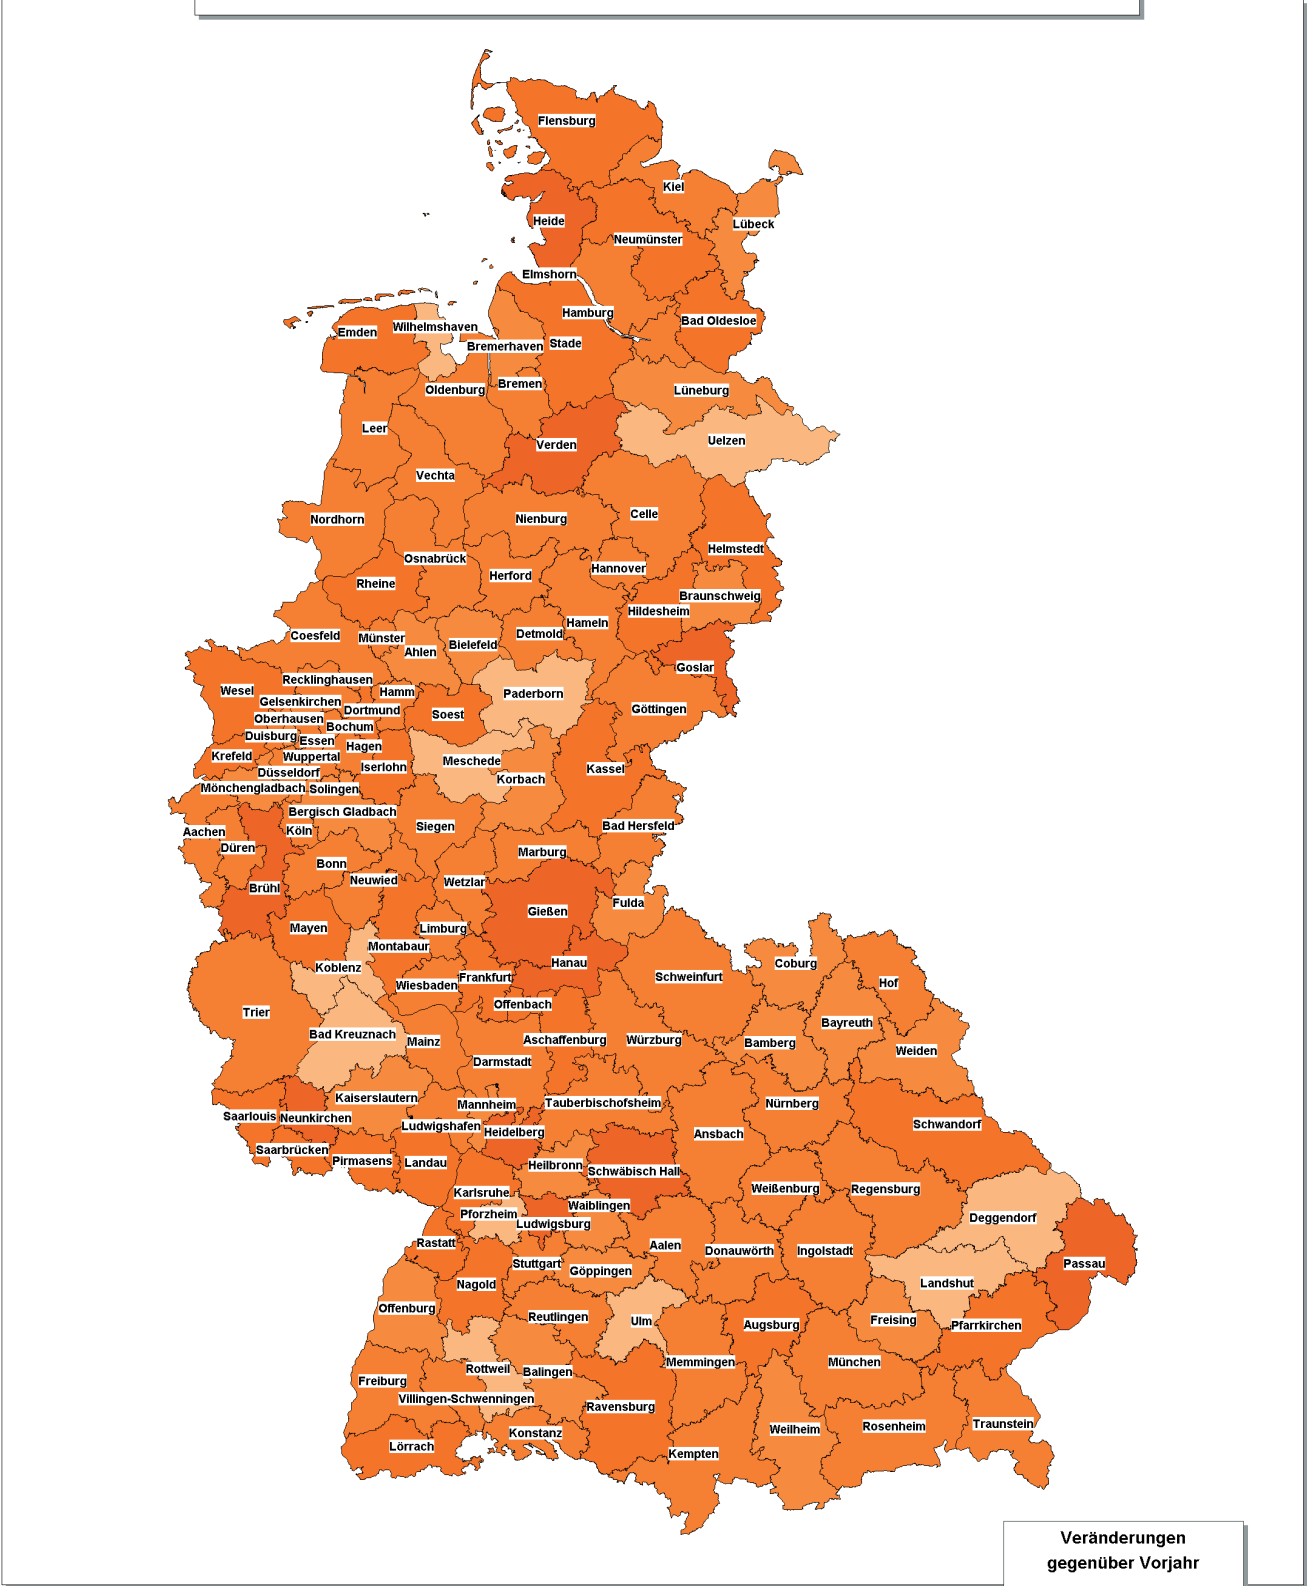 Flensburg
Kiel
Heide
Lübeck
Neumünster
Elmshorn
Hamburg
Bad Oldesloe
Emden
Wilhelmshaven
Bremerhaven
Stade
Oldenburg
Bremen
Lüneburg
Leer
Verden
Uelzen
Vechta
Nordhorn
Nienburg
Celle
Helmstedt
Osnabrück
Hannover
Rheine
Herford
Braunschweig
Hildesheim
Hameln
Coesfeld
Münster
Detmold
Ahlen
Bielefeld
Goslar
Recklinghausen
Wesel
Hamm
Paderborn
Gelsenkirchen
Dortmund
Göttingen
Oberhausen
Soest
Bochum
Duisburg
Essen
Hagen
Krefeld
Wuppertal
Meschede
Iserlohn
Kassel
Düsseldorf
Korbach
Mönchengladbach
Solingen
Bergisch Gladbach
Aachen
Köln
Siegen
Bad Hersfeld
Düren
Marburg
Bonn
Neuwied
Wetzlar
Brühl
Fulda
Gießen
Mayen
Limburg
Montabaur
Hanau
Coburg
Koblenz
Frankfurt
Schweinfurt
Wiesbaden
Hof
Offenbach
Trier
Bayreuth
Bad Kreuznach
Mainz
Aschaffenburg
Würzburg
Bamberg
Weiden
Darmstadt
Kaiserslautern
Mannheim
Tauberbischofsheim
Nürnberg
Saarlouis
Neunkirchen
Ludwigshafen
Heidelberg
Ansbach
Schwandorf
Saarbrücken
Pirmasens
Landau
Heilbronn
Schwäbisch Hall
Karlsruhe
Weißenburg
Regensburg
Waiblingen
Pforzheim
Ludwigsburg
Deggendorf
Rastatt
Aalen
Donauwörth
Ingolstadt
Stuttgart
Göppingen
Passau
Nagold
Landshut
Offenburg
Reutlingen
Ulm
Augsburg
Freising
Pfarrkirchen
Rottweil
Balingen
Memmingen
München
Freiburg
Villingen-Schwenningen
Ravensburg
Konstanz
Weilheim
Rosenheim
Traunstein
Lörrach
Kempten
Veränderungen
gegenüber Vorjahr